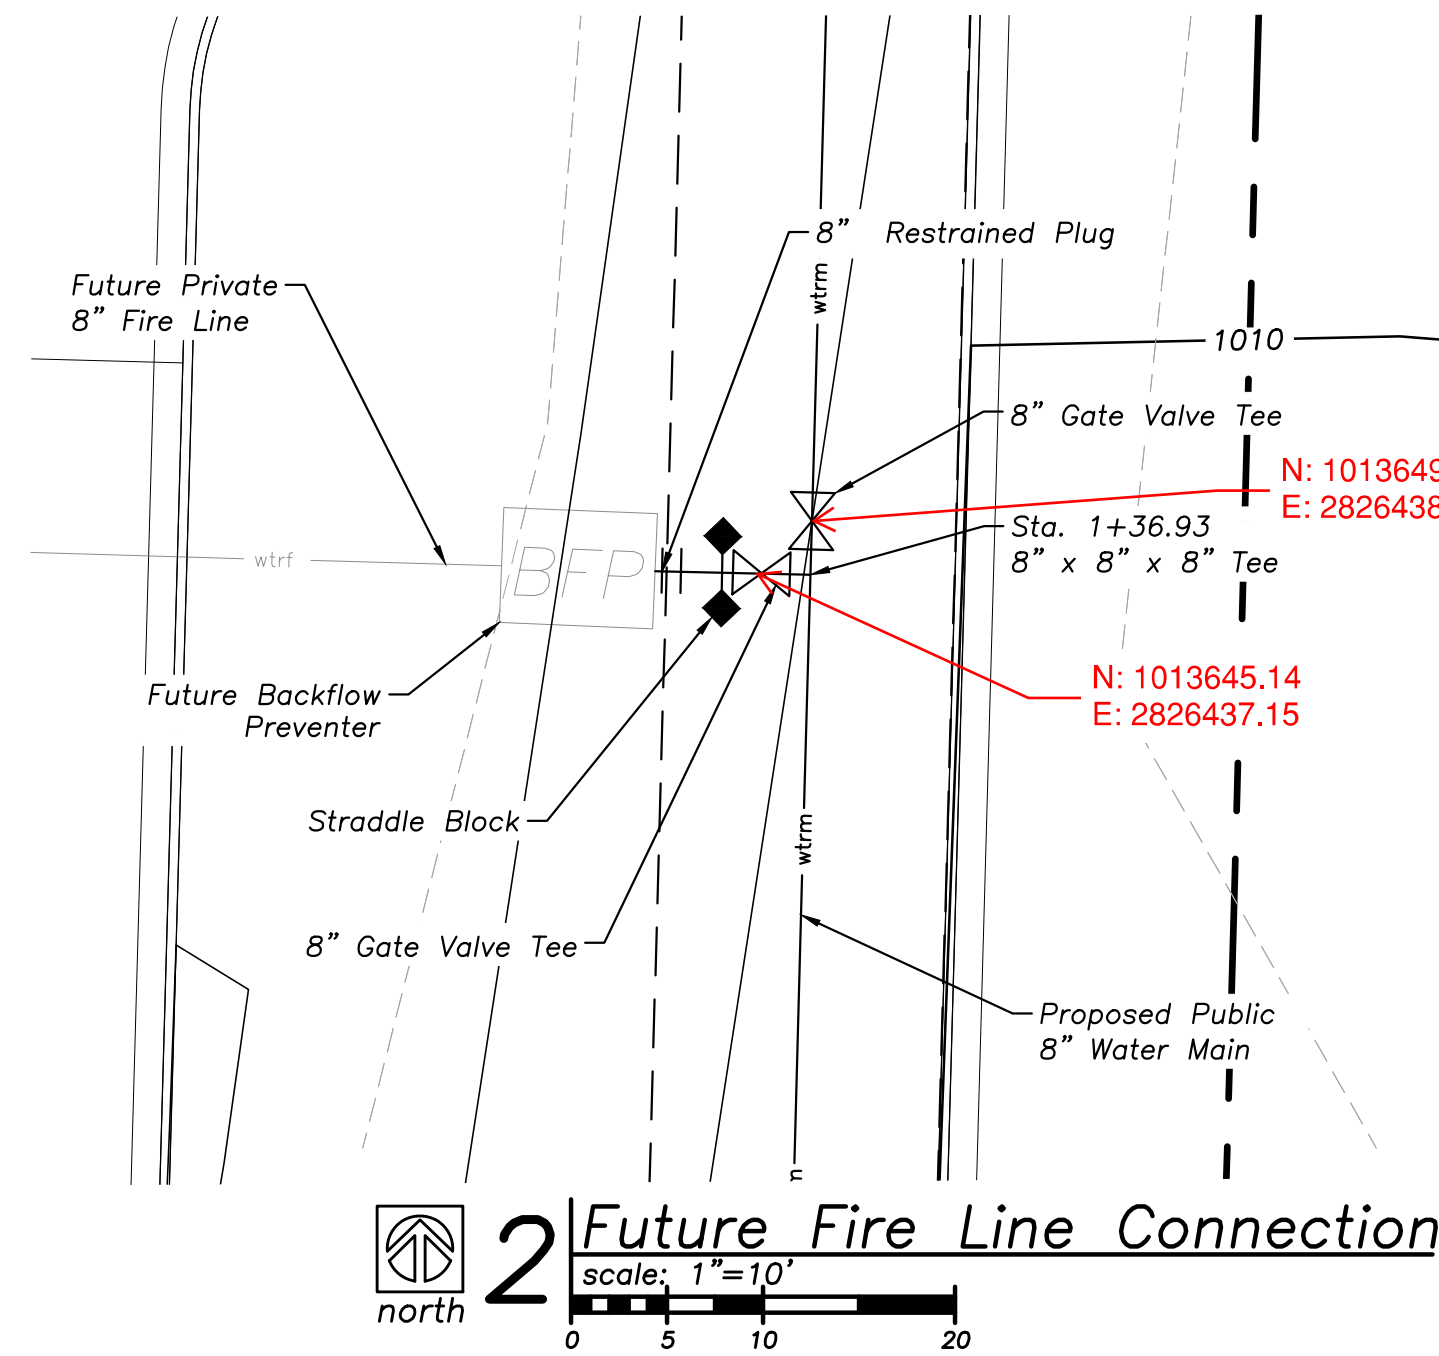 8” Restrained Plug
Future Private
8” Fire Line
wtrm
1010
8” Gate Valve Tee
N: 1013649
E: 2826438
Sta. 1+36.93
8” x 8” x 8” Tee
wtrf
BFP
N: 1013645.14
E: 2826437.15
Future Backflow
Preventer
Straddle Block
wtrm
8” Gate Valve Tee
Proposed Public
8” Water Main
north
2
Future Fire Line Connection
scale: 1”=10’
0 5 10 20